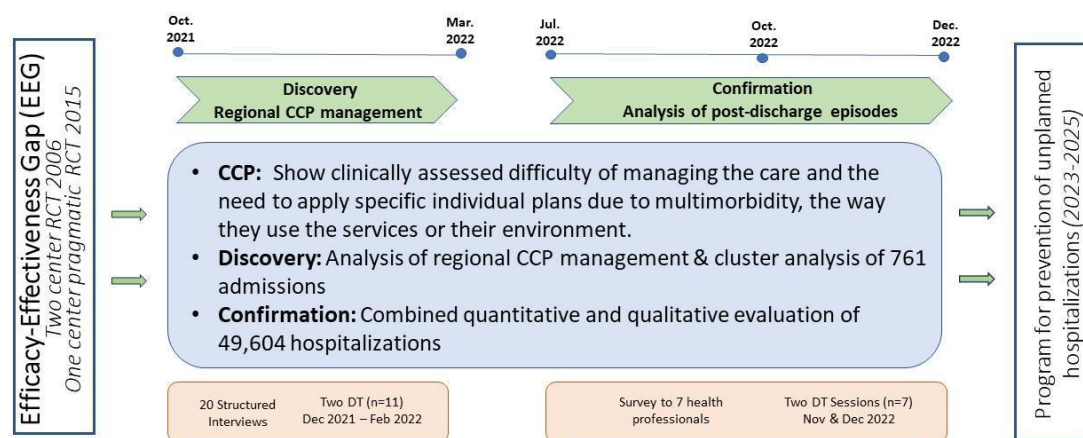 Efficacy-Effectiveness Gap (EEG)
Two center RCT 2006
One center pragmatic RCT 2015
Oct.
2021
Mar.
2022
Jul.
2022
Oct.
2022
Dec.
2022
Discovery
Regional CCP management
Confirmation
Analysis of post-discharge episodes
• CCP: Show clinically assessed difficulty of managing the care and the
need to apply specific individual plans due to multimorbidity, the way
they use the services or their environment.
• Discovery: Analysis of regional CCP management & cluster analysis of 761
admissions
• Confirmation: Combined quantitative and qualitative evaluation of
49,604 hospitalizations
20 Structured
Interviews
Two DT (n=11)
Dec 2021 – Feb 2022
Survey to 7 health
professionals
Two DT Sessions (n=7)
Nov & Dec 2022
Program for prevention of unplanned
hospitalizations (2023-2025)